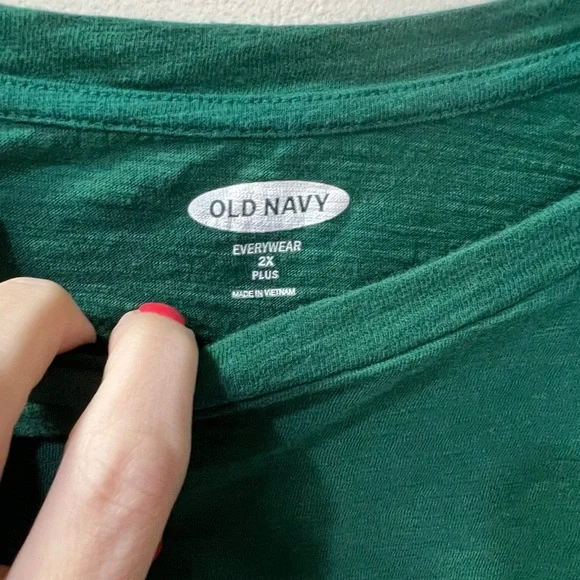 OLD NAVY
EVERYWEAR
2X
PLUS
MADE IN VIETNAM